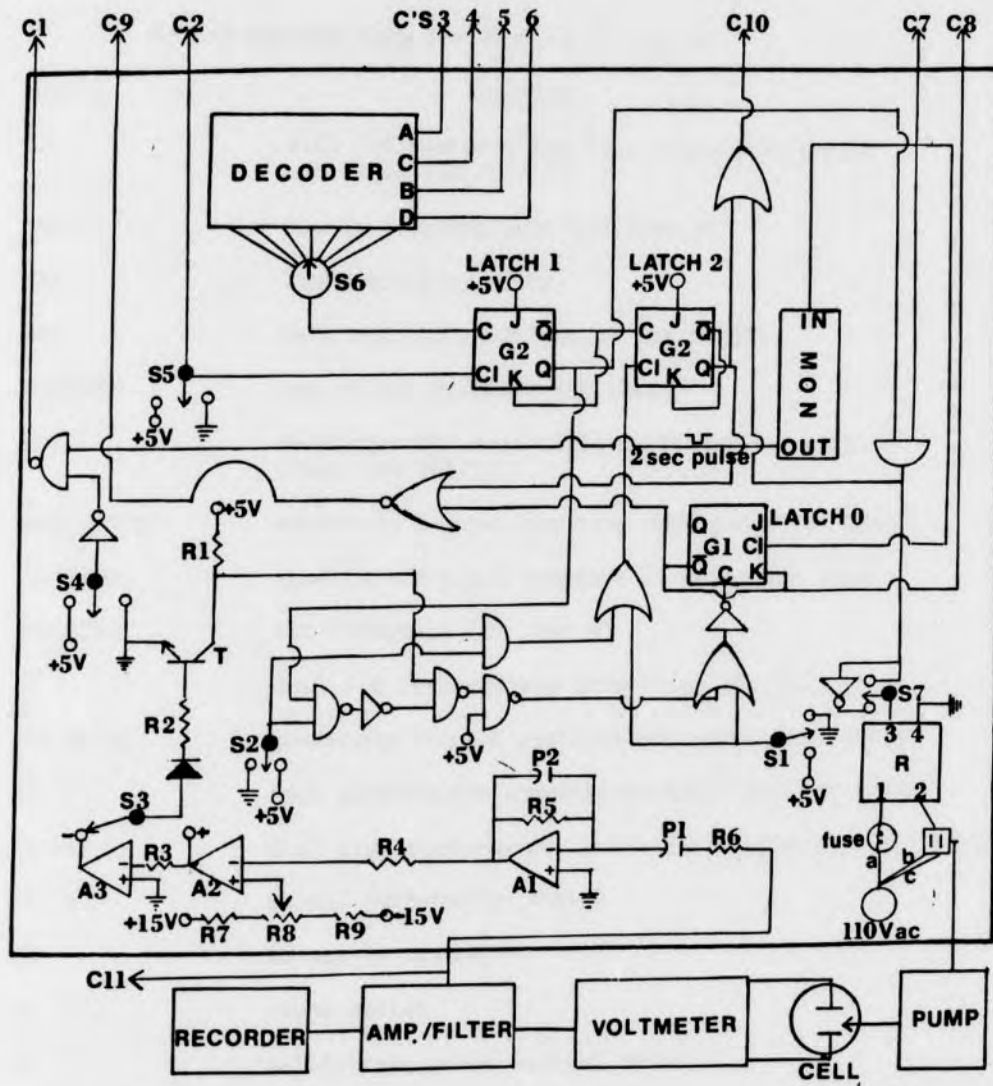 C1 C9 C2 C'S 3 4 5 6 C10 C7 C8
A
DECODER C
B
D
S6
LATCH 1 LATCH 2
+5V +5V
J J
C Q̅ C Q̅
G2 G2
Q Q
Cl K Cl K
IN
MON
OUT
2 sec pulse
S5
+5V
+5V
R1
LATCH 0
Q J
G1 Cl
Q̅ C K
S4
+5V
T
R2
S2
+5V
+5V
S1
+5V
S7
3 4
R
1 2
fuse
a b
c
110Vac
P2
R5
P1 R6
A1
S3
- +
R3 R4
A3 A2
- + - + - +
+15V R7 R8 R9 -15V
C11
RECORDER AMP./FILTER VOLTMETER CELL PUMP